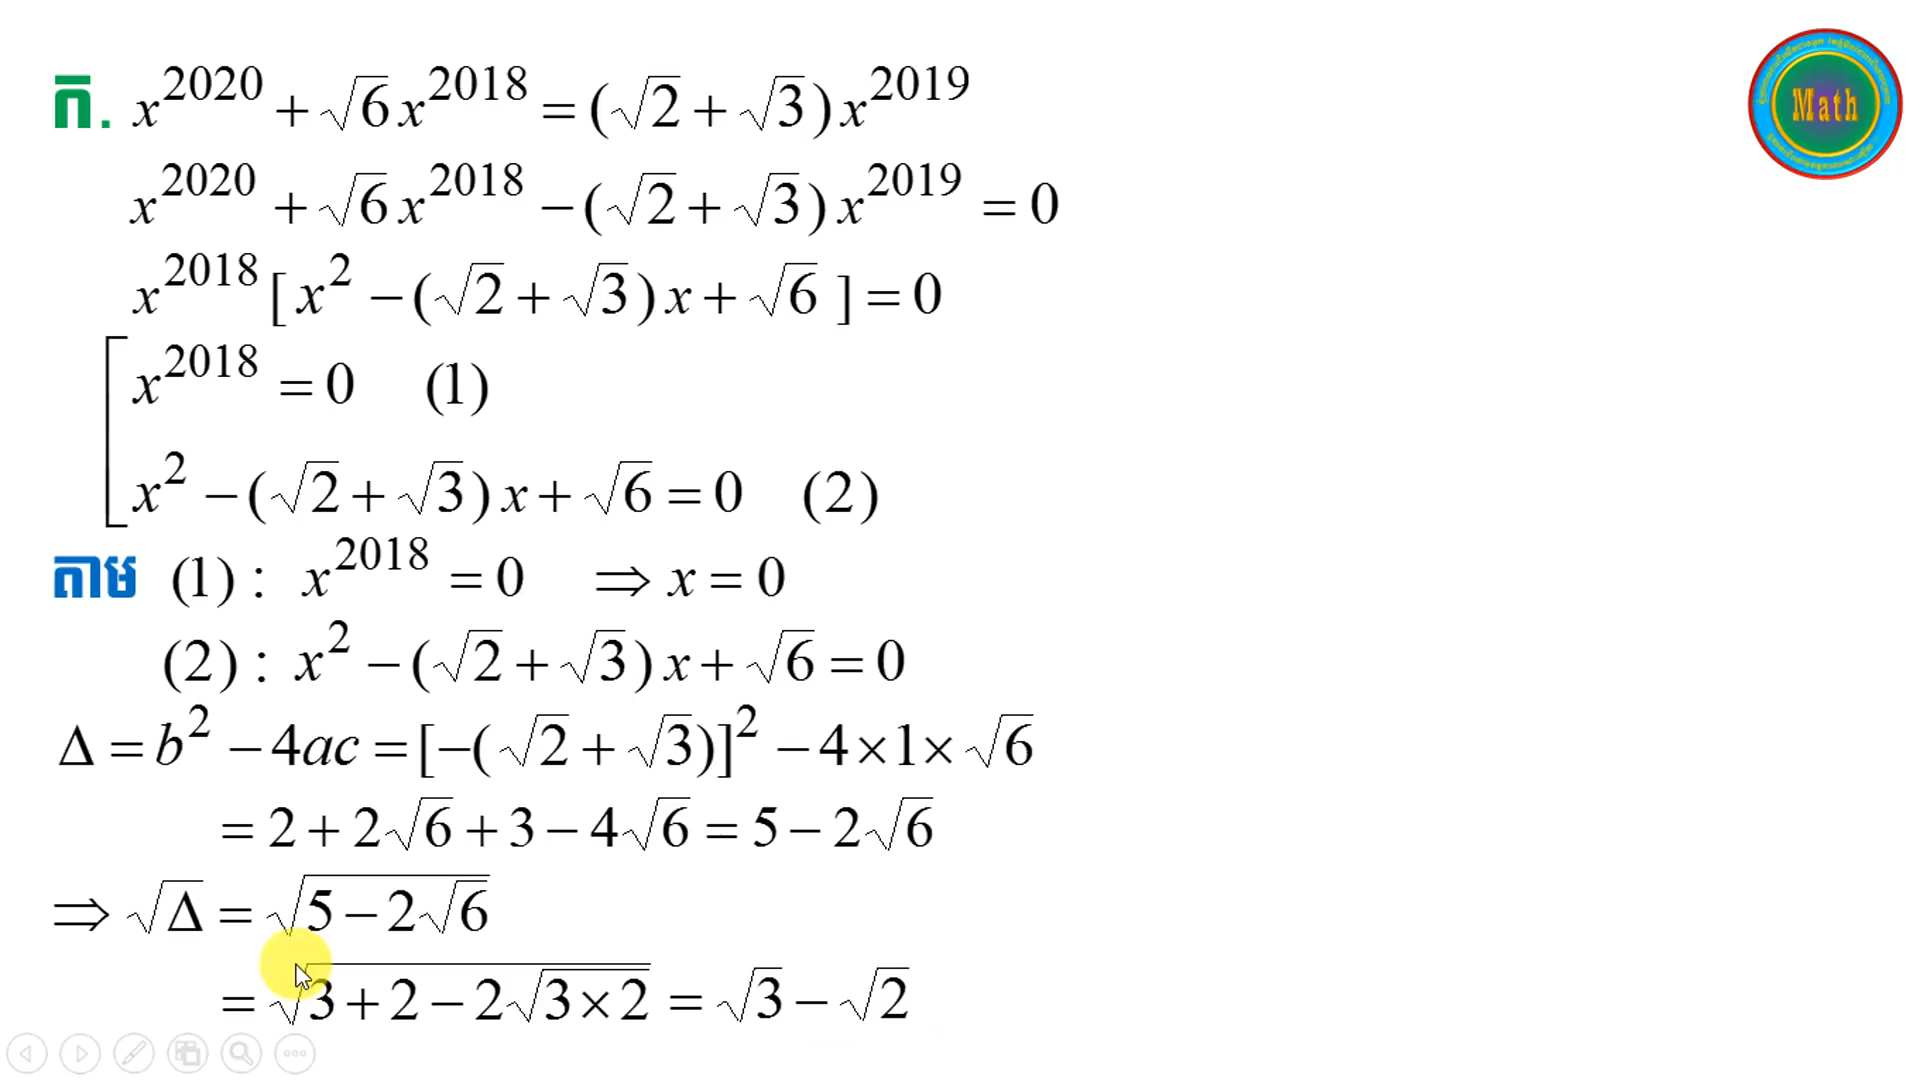 ក. x^2020 + √6 x^2018 = (√2 + √3) x^2019
x^2020 + √6 x^2018 − (√2 + √3) x^2019 = 0
x^2018 [ x^2 − (√2 + √3) x + √6 ] = 0
x^2018 = 0 (1)
x^2 − (√2 + √3) x + √6 = 0 (2)
តាម (1) : x^2018 = 0 ⇒ x = 0
(2) : x^2 − (√2 + √3) x + √6 = 0
Δ = b^2 − 4ac = [−(√2 + √3)]^2 − 4 × 1 × √6
= 2 + 2√6 + 3 − 4√6 = 5 − 2√6
⇒ √Δ = √(5 − 2√6)
= √(3 + 2 − 2√(3 × 2)) = √3 − √2
Math